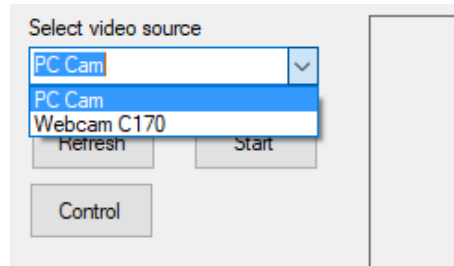 Select video source
PC Cam
PC Cam
Webcam C170
Refresh Start
Control